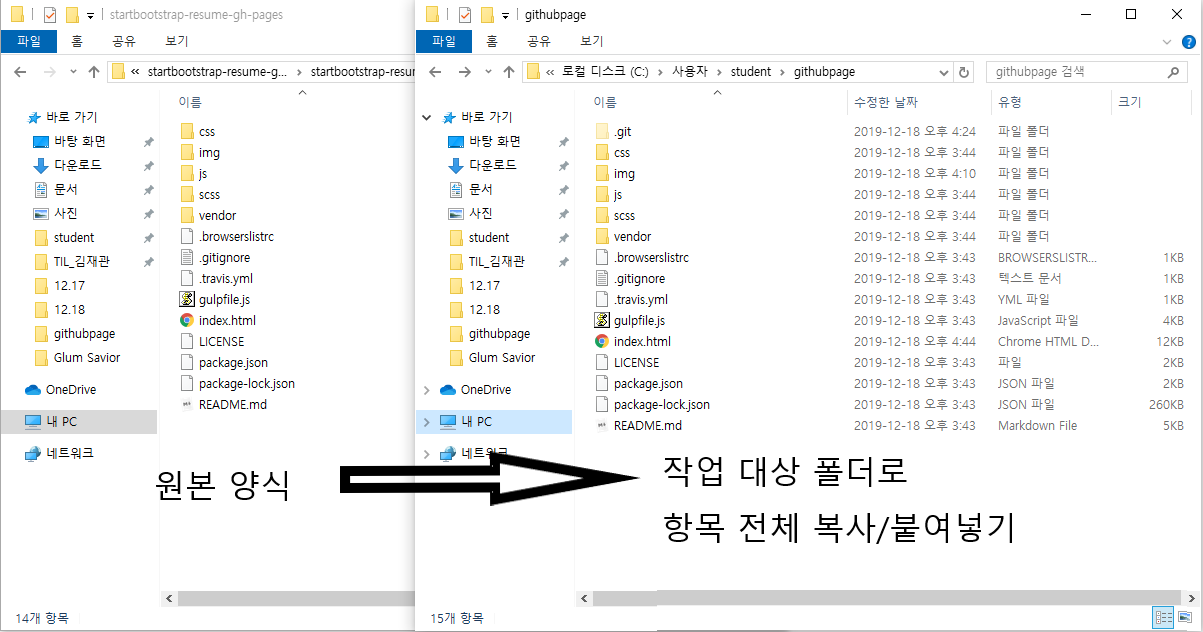 startbootstrap-resume-gh-pages
파일 홈 공유 보기
« startbootstrap-resume-g... › startbootstrap-resur
이름
바로 가기
바탕 화면
다운로드
문서
사진
student
TIL_김재관
12.17
12.18
githubpage
Glum Savior
OneDrive
내 PC
네트워크
css
img
js
scss
vendor
.browserslistrc
.gitignore
.travis.yml
gulpfile.js
index.html
LICENSE
package.json
package-lock.json
README.md
14개 항목
githubpage
파일 홈 공유 보기
« 로컬 디스크 (C:) › 사용자 › student › githubpage
githubpage 검색
이름 수정한 날짜 유형 크기
바로 가기
바탕 화면
다운로드
문서
사진
student
TIL_김재관
12.17
12.18
githubpage
Glum Savior
OneDrive
내 PC
네트워크
.git 2019-12-18 오후 4:24 파일 폴더
css 2019-12-18 오후 3:44 파일 폴더
img 2019-12-18 오후 4:10 파일 폴더
js 2019-12-18 오후 3:44 파일 폴더
scss 2019-12-18 오후 3:44 파일 폴더
vendor 2019-12-18 오후 3:44 파일 폴더
.browserslistrc 2019-12-18 오후 3:43 BROWSERSLISTR... 1KB
.gitignore 2019-12-18 오후 3:43 텍스트 문서 1KB
.travis.yml 2019-12-18 오후 3:43 YML 파일 1KB
gulpfile.js 2019-12-18 오후 3:43 JavaScript 파일 4KB
index.html 2019-12-18 오후 4:44 Chrome HTML D... 12KB
LICENSE 2019-12-18 오후 3:43 파일 2KB
package.json 2019-12-18 오후 3:43 JSON 파일 2KB
package-lock.json 2019-12-18 오후 3:43 JSON 파일 260KB
README.md 2019-12-18 오후 3:43 Markdown File 5KB
15개 항목
원본 양식
작업 대상 폴더로
항목 전체 복사/붙여넣기